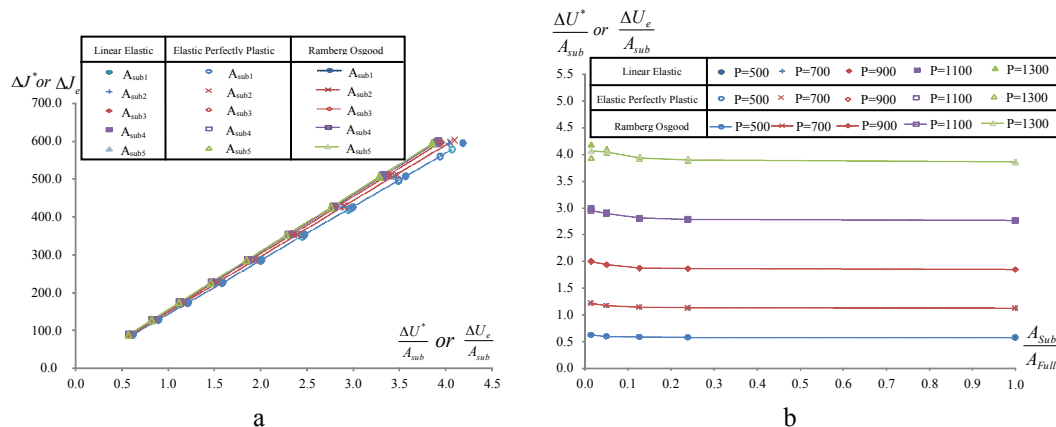 ΔJ* or ΔJe
Linear Elastic Elastic Perfectly Plastic Ramberg Osgood
Asub1 Asub1 Asub1
Asub2 Asub2 Asub2
Asub3 Asub3 Asub3
Asub4 Asub4 Asub4
Asub5 Asub5 Asub5
700.0
600.0
500.0
400.0
300.0
200.0
100.0
0.0
0.0 0.5 1.0 1.5 2.0 2.5 3.0 3.5 4.0 4.5
ΔU*/Asub or ΔUe/Asub
a
ΔU*/Asub or ΔUe/Asub
Linear Elastic P=500 P=700 P=900 P=1100 P=1300
Elastic Perfectly Plastic P=500 P=700 P=900 P=1100 P=1300
Ramberg Osgood P=500 P=700 P=900 P=1100 P=1300
5.5
5.0
4.5
4.0
3.5
3.0
2.5
2.0
1.5
1.0
0.5
0.0
0.0 0.1 0.2 0.3 0.4 0.5 0.6 0.7 0.8 0.9 1.0
ASub/AFull
b